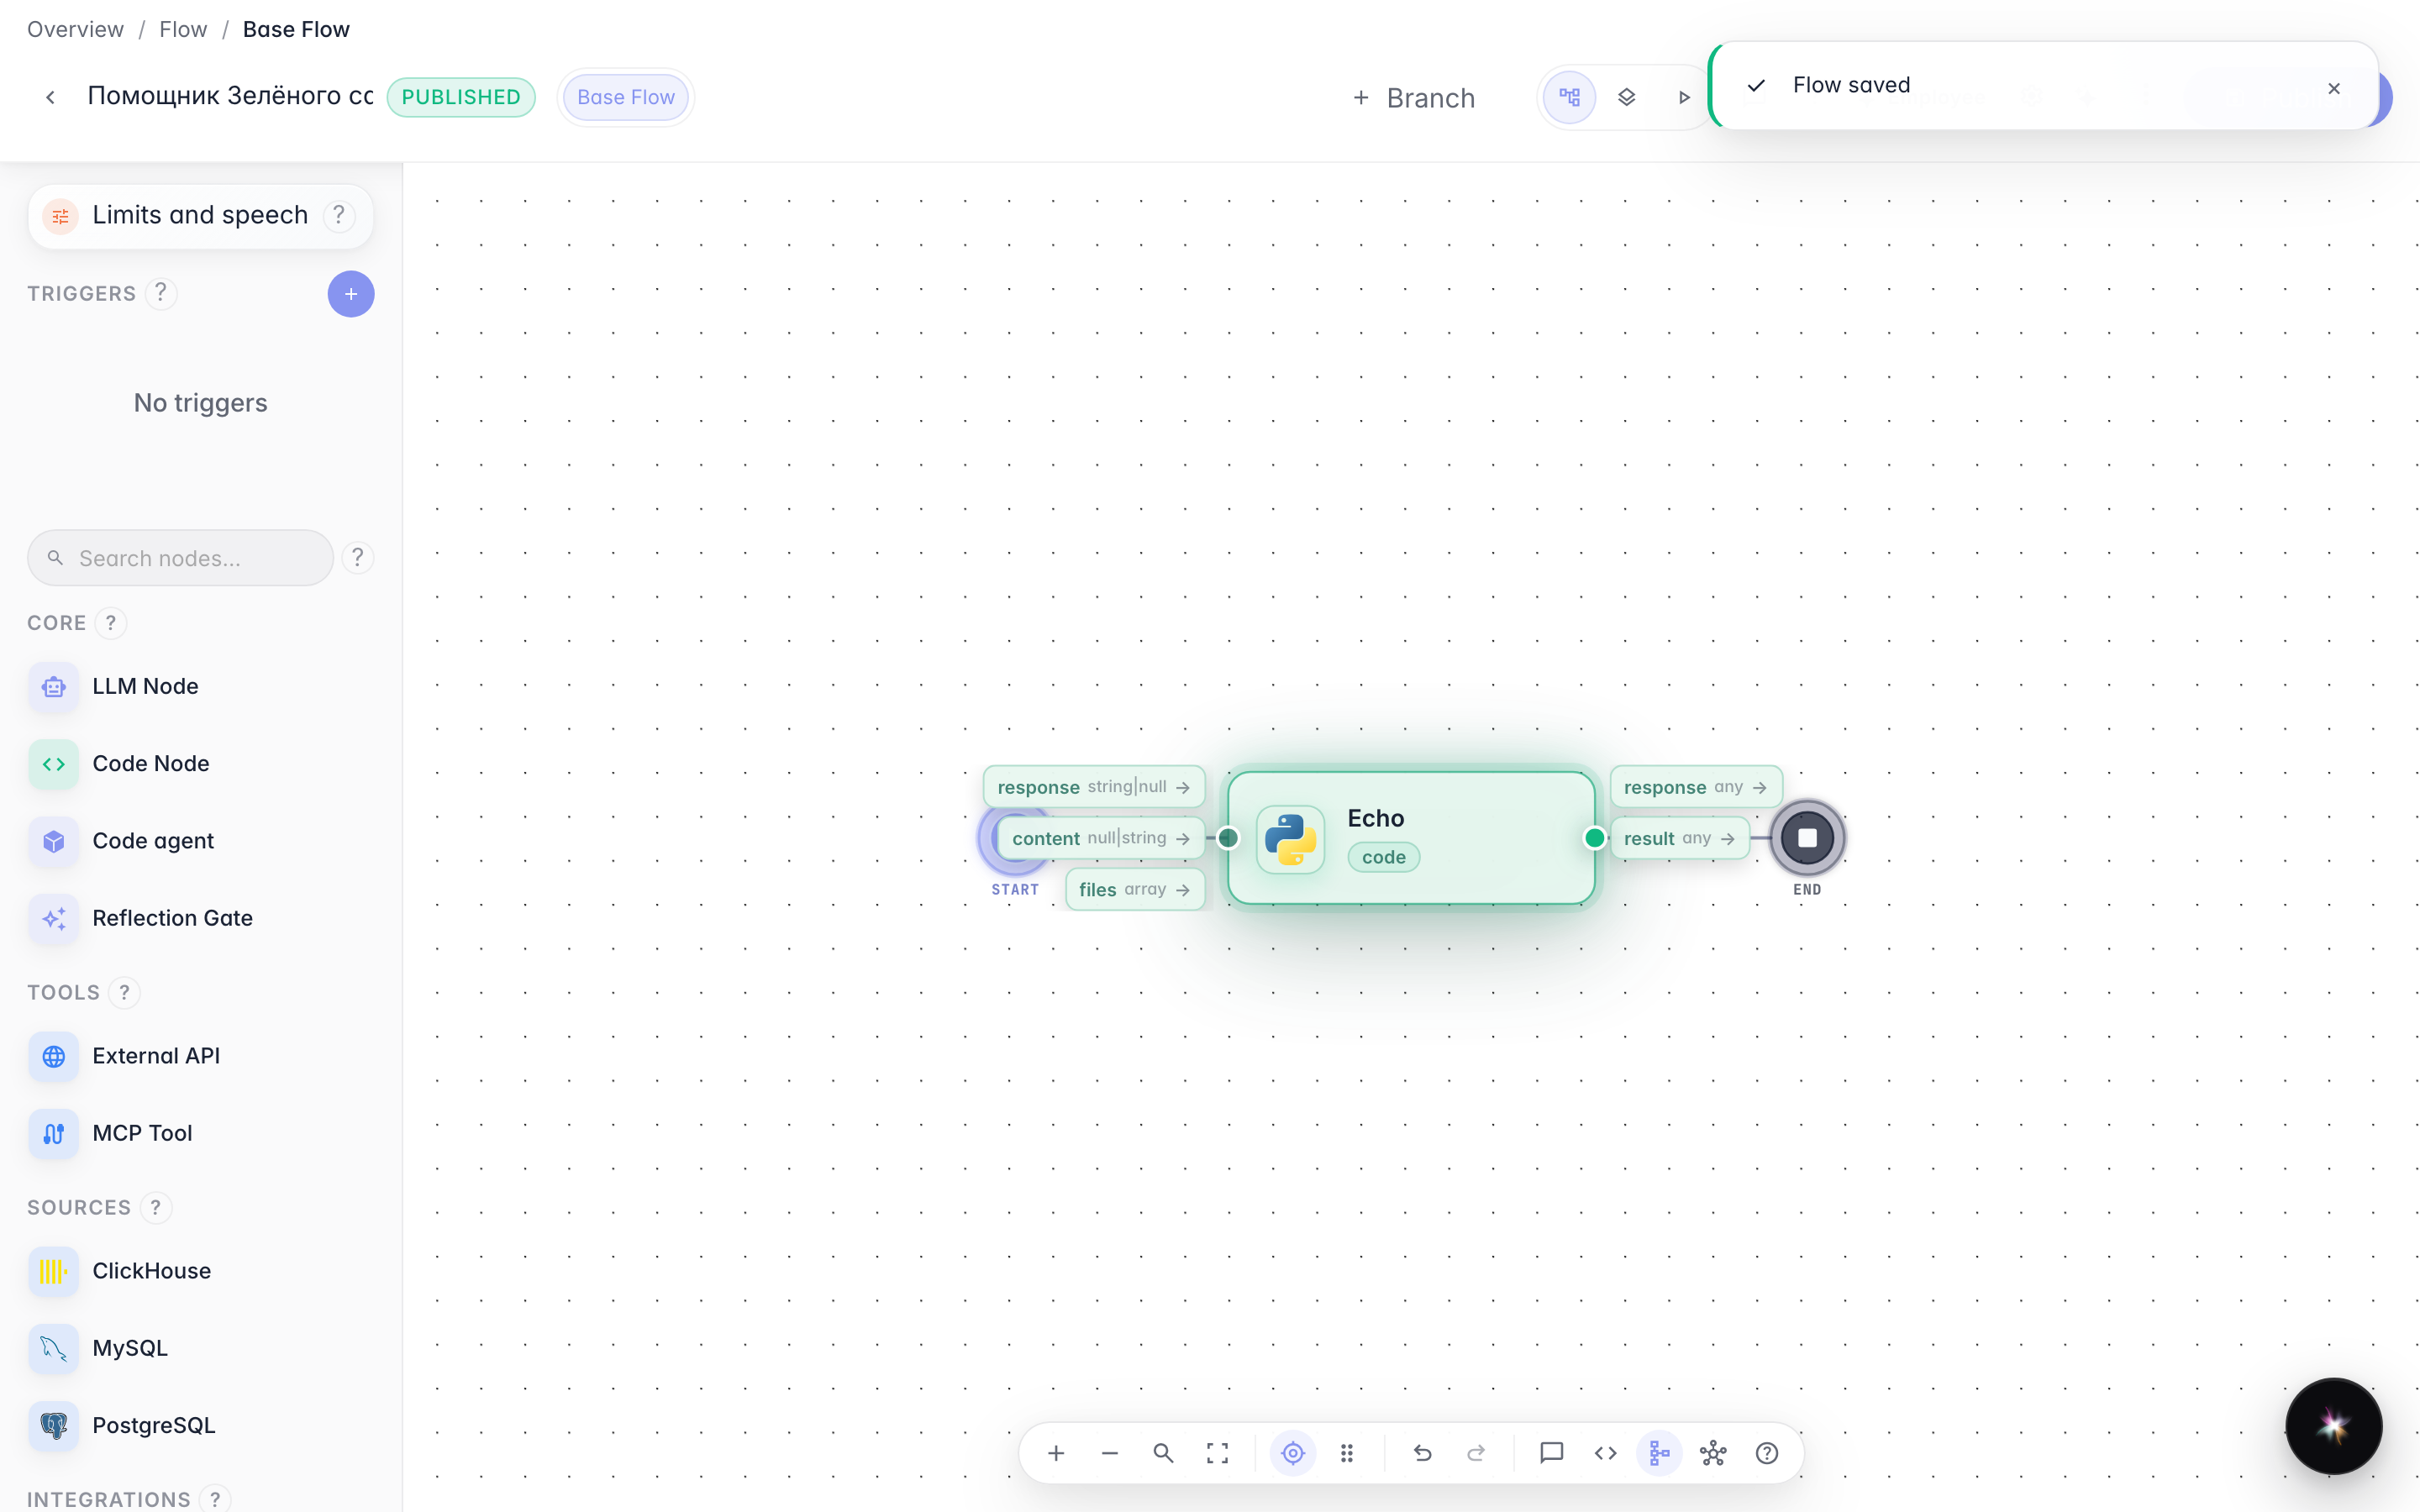 Overview / Flow / Base Flow
Помощник Зелёного со
PUBLISHED
Base Flow
+ Branch
Flow saved
Limits and speech ?
TRIGGERS ?
No triggers
Search nodes... ?
CORE ?
LLM Node
Code Node
Code agent
Reflection Gate
TOOLS ?
External API
MCP Tool
SOURCES ?
ClickHouse
MySQL
PostgreSQL
INTEGRATIONS ?
response string|null →
content null|string →
files array →
START
Echo
code
response any →
result any →
END